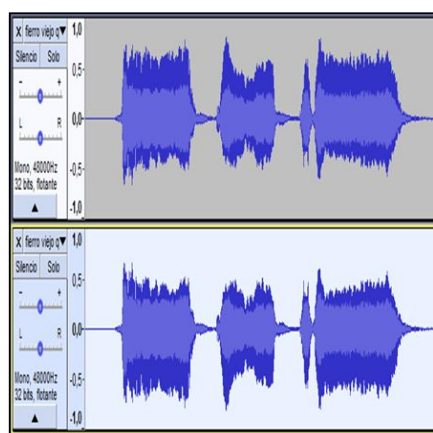 X fierro viejo q▼ 1,0
Silencio Solo
0,5
- +
L R
0,0
Mono, 48000Hz
32 bits, flotante
-0,5
▲
-1,0
X fierro viejo q▼ 1,0
Silencio Solo
0,5
- +
L R
0,0
Mono, 48000Hz
32 bits, flotante
-0,5
▲
-1,0